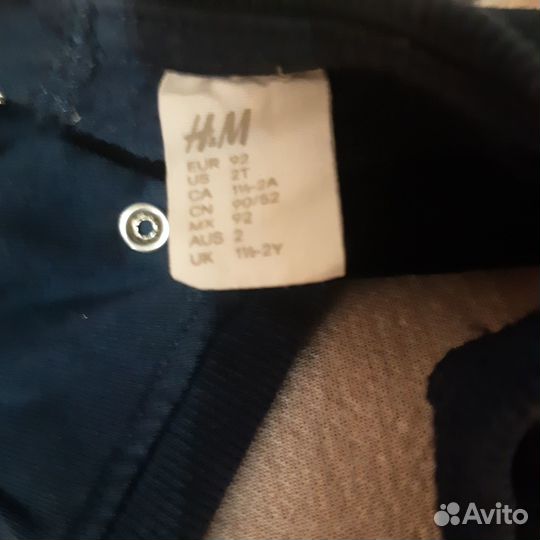 H&M
EUR 92
US 2T
CA 1½-2A
CN 90/52
MX 92
AUS 2
UK 1½-2Y
Avito